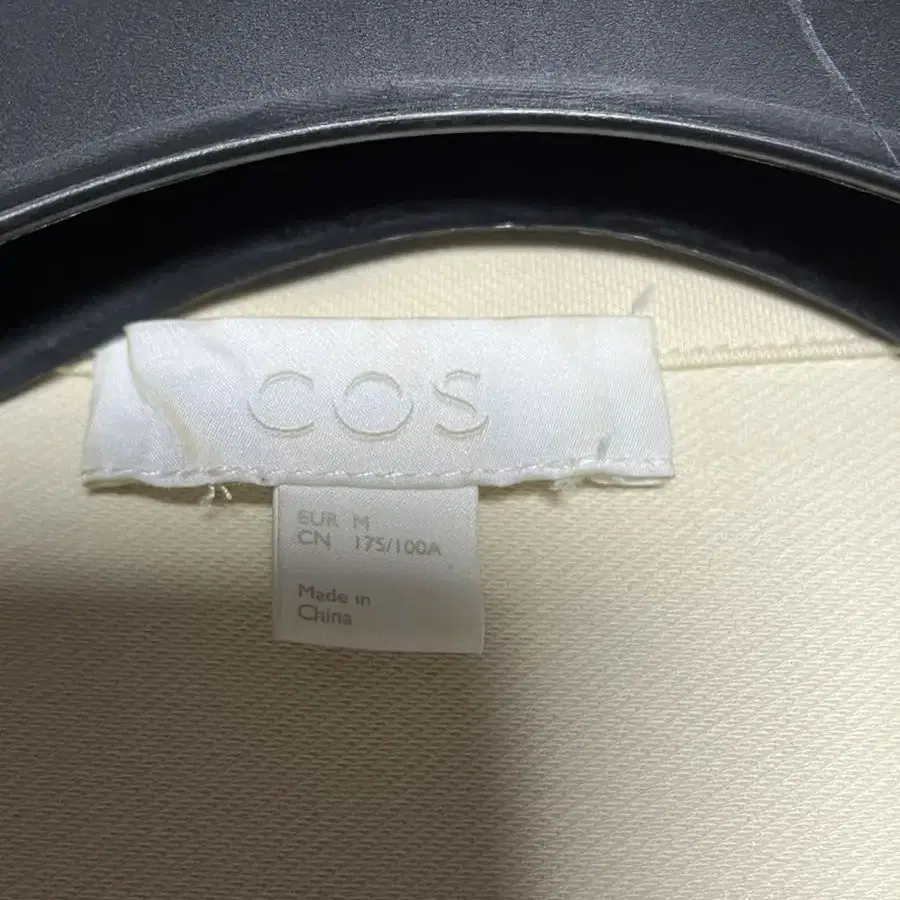 COS
EUR M
CN 175/100A
Made in
China